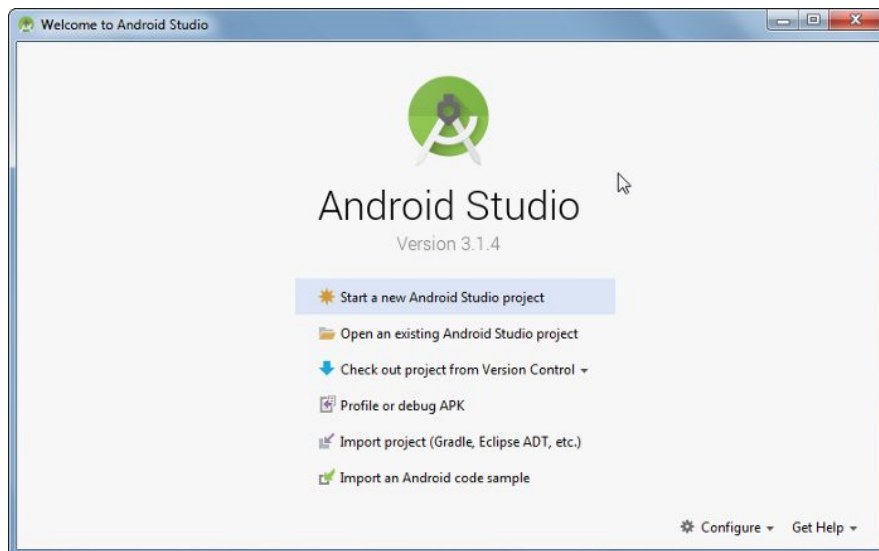 Welcome to Android Studio
Android Studio
Version 3.1.4
Start a new Android Studio project
Open an existing Android Studio project
Check out project from Version Control
Profile or debug APK
Import project (Gradle, Eclipse ADT, etc.)
Import an Android code sample
Configure Get Help